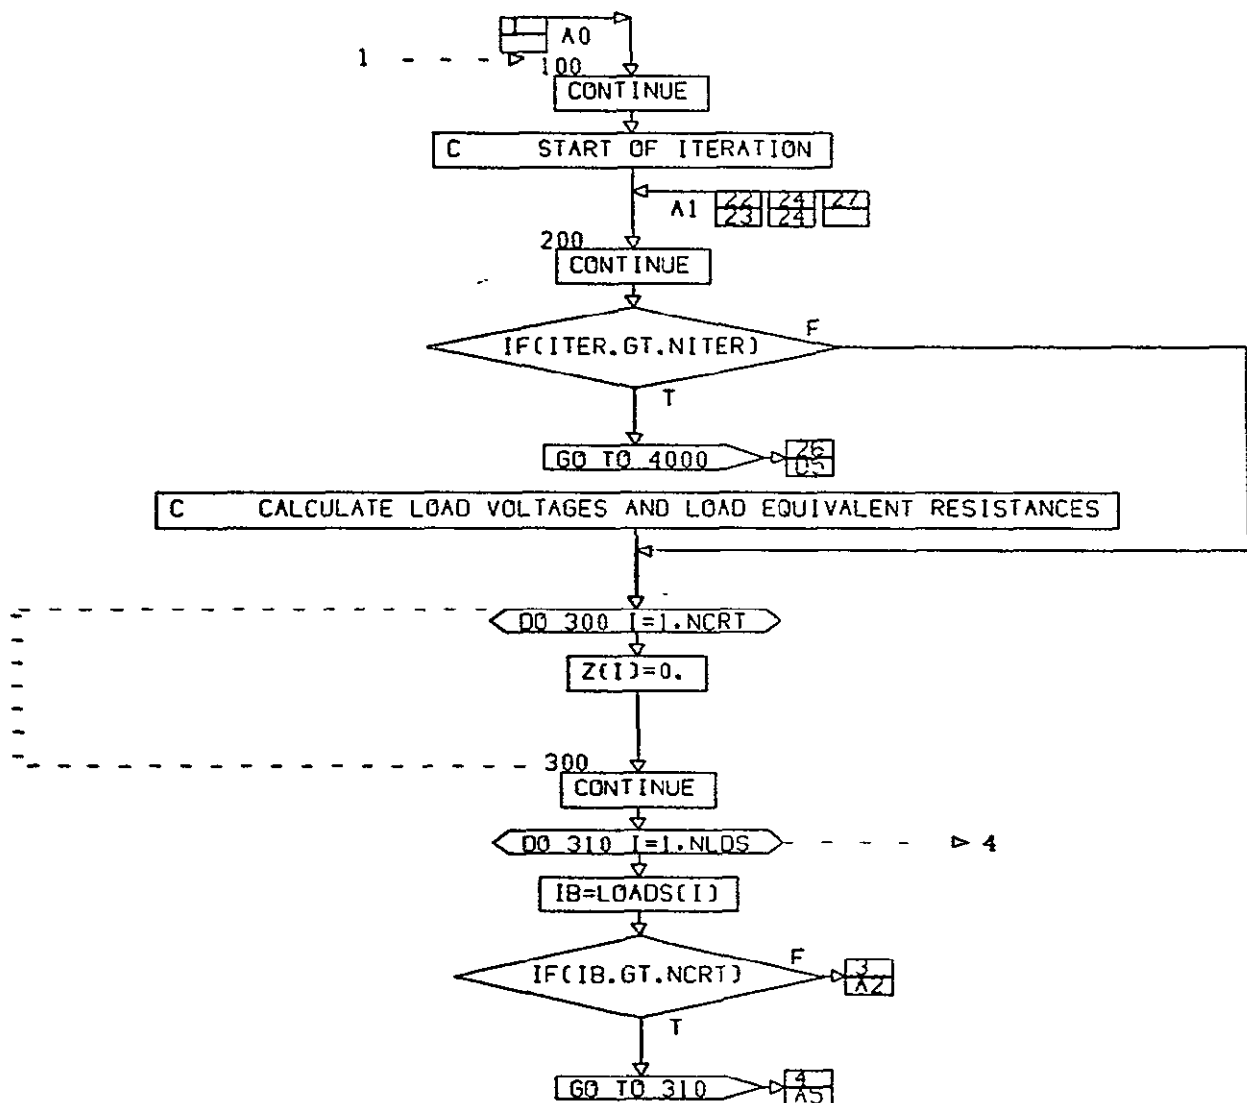 1 A0
1
100
CONTINUE
C START OF ITERATION
A1 22 24 27
23 24
200
CONTINUE
IF(ITER.GT.NITER) F
T
GO TO 4000 26
05
C CALCULATE LOAD VOLTAGES AND LOAD EQUIVALENT RESISTANCES
DO 300 I=1.NCRT
Z(I)=0.
300
CONTINUE
DO 310 I=1.NLDS 4
IB=LOADS(I)
IF(IB.GT.NCRT) F 3
A2
T
GO TO 310 4
A5